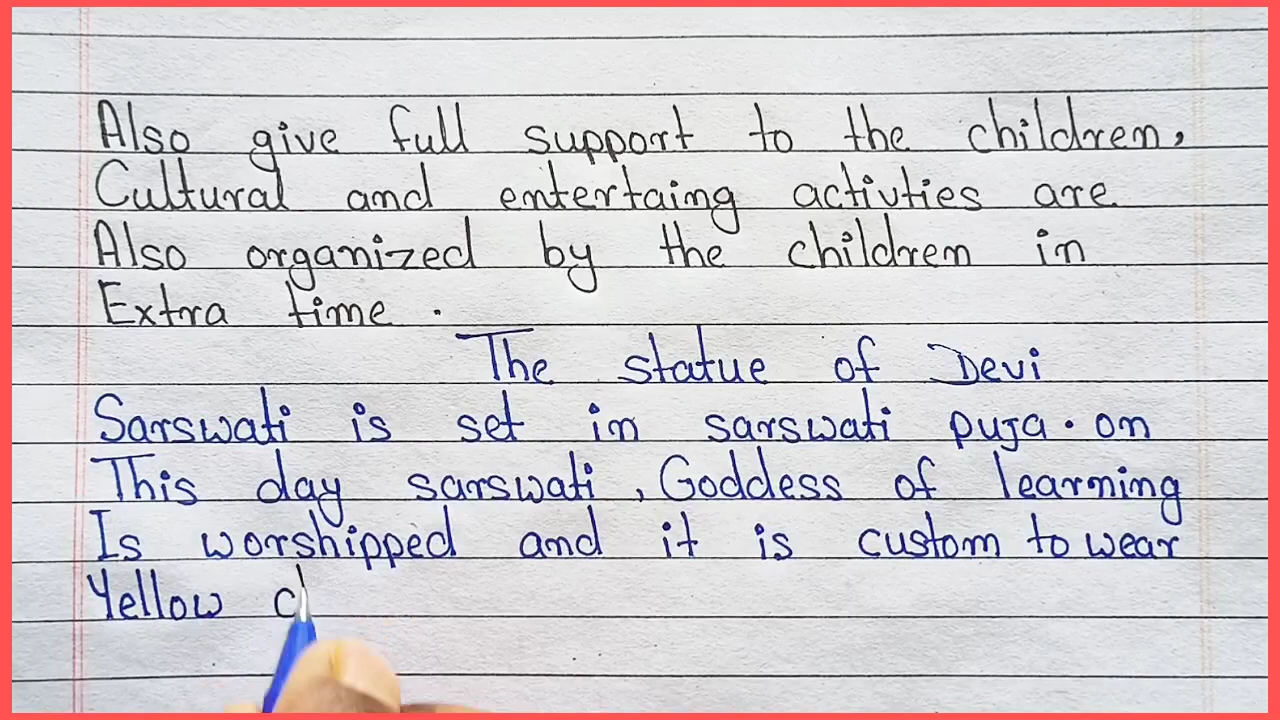 Also give full support to the children,
Cultural and entertaing activties are
Also organized by the children in
Extra time .
The statue of Devi
Sarswati is set in sarswati puja. on
This day sarswati , Goddess of learning
Is worshipped and it is custom to wear
Yellow